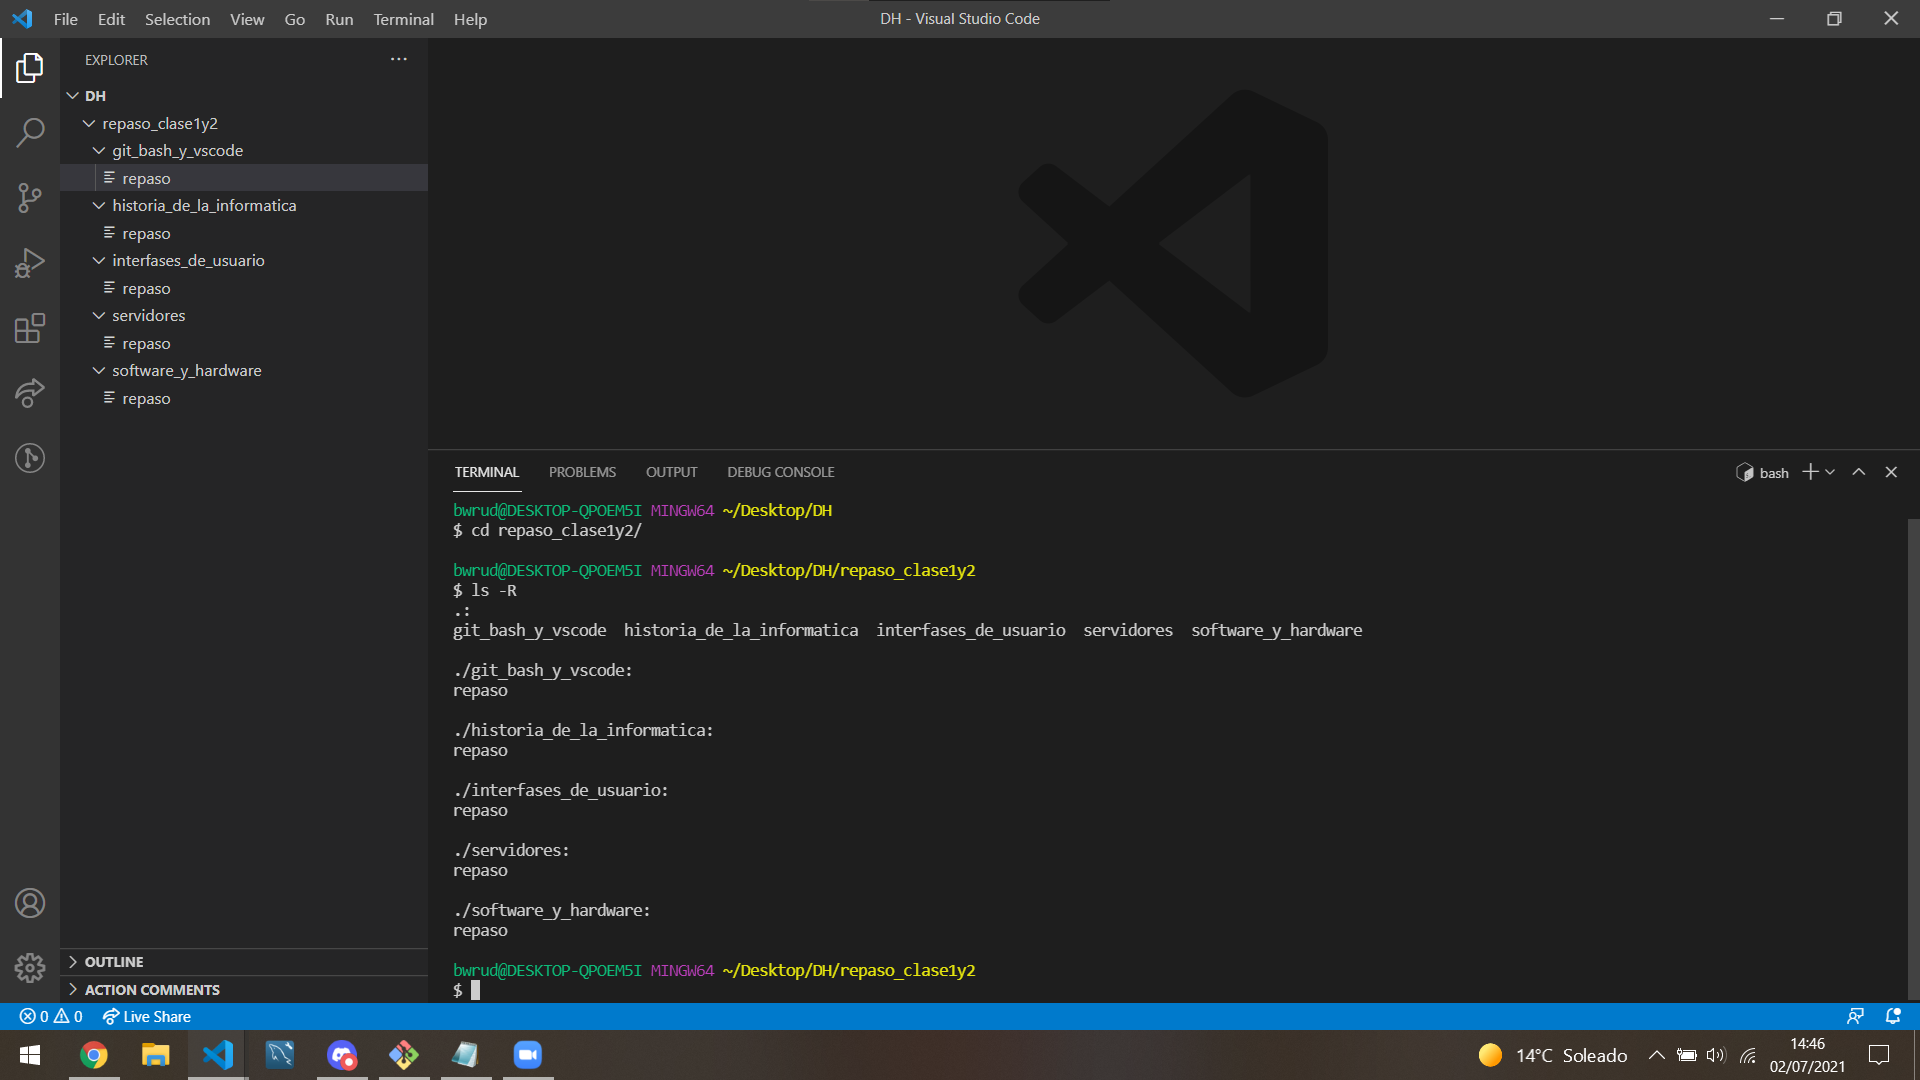 File Edit Selection View Go Run Terminal Help
DH - Visual Studio Code
EXPLORER
DH
repaso_clase1y2
git_bash_y_vscode
repaso
historia_de_la_informatica
repaso
interfases_de_usuario
repaso
servidores
repaso
software_y_hardware
repaso
OUTLINE
ACTION COMMENTS
TERMINAL PROBLEMS OUTPUT DEBUG CONSOLE
bash
bwrud@DESKTOP-QPOEM5I MINGW64 ~/Desktop/DH
$ cd repaso_clase1y2/
bwrud@DESKTOP-QPOEM5I MINGW64 ~/Desktop/DH/repaso_clase1y2
$ ls -R
.:
git_bash_y_vscode historia_de_la_informatica interfases_de_usuario servidores software_y_hardware
./git_bash_y_vscode:
repaso
./historia_de_la_informatica:
repaso
./interfases_de_usuario:
repaso
./servidores:
repaso
./software_y_hardware:
repaso
bwrud@DESKTOP-QPOEM5I MINGW64 ~/Desktop/DH/repaso_clase1y2
$
0 0 Live Share
14°C Soleado
14:46
02/07/2021